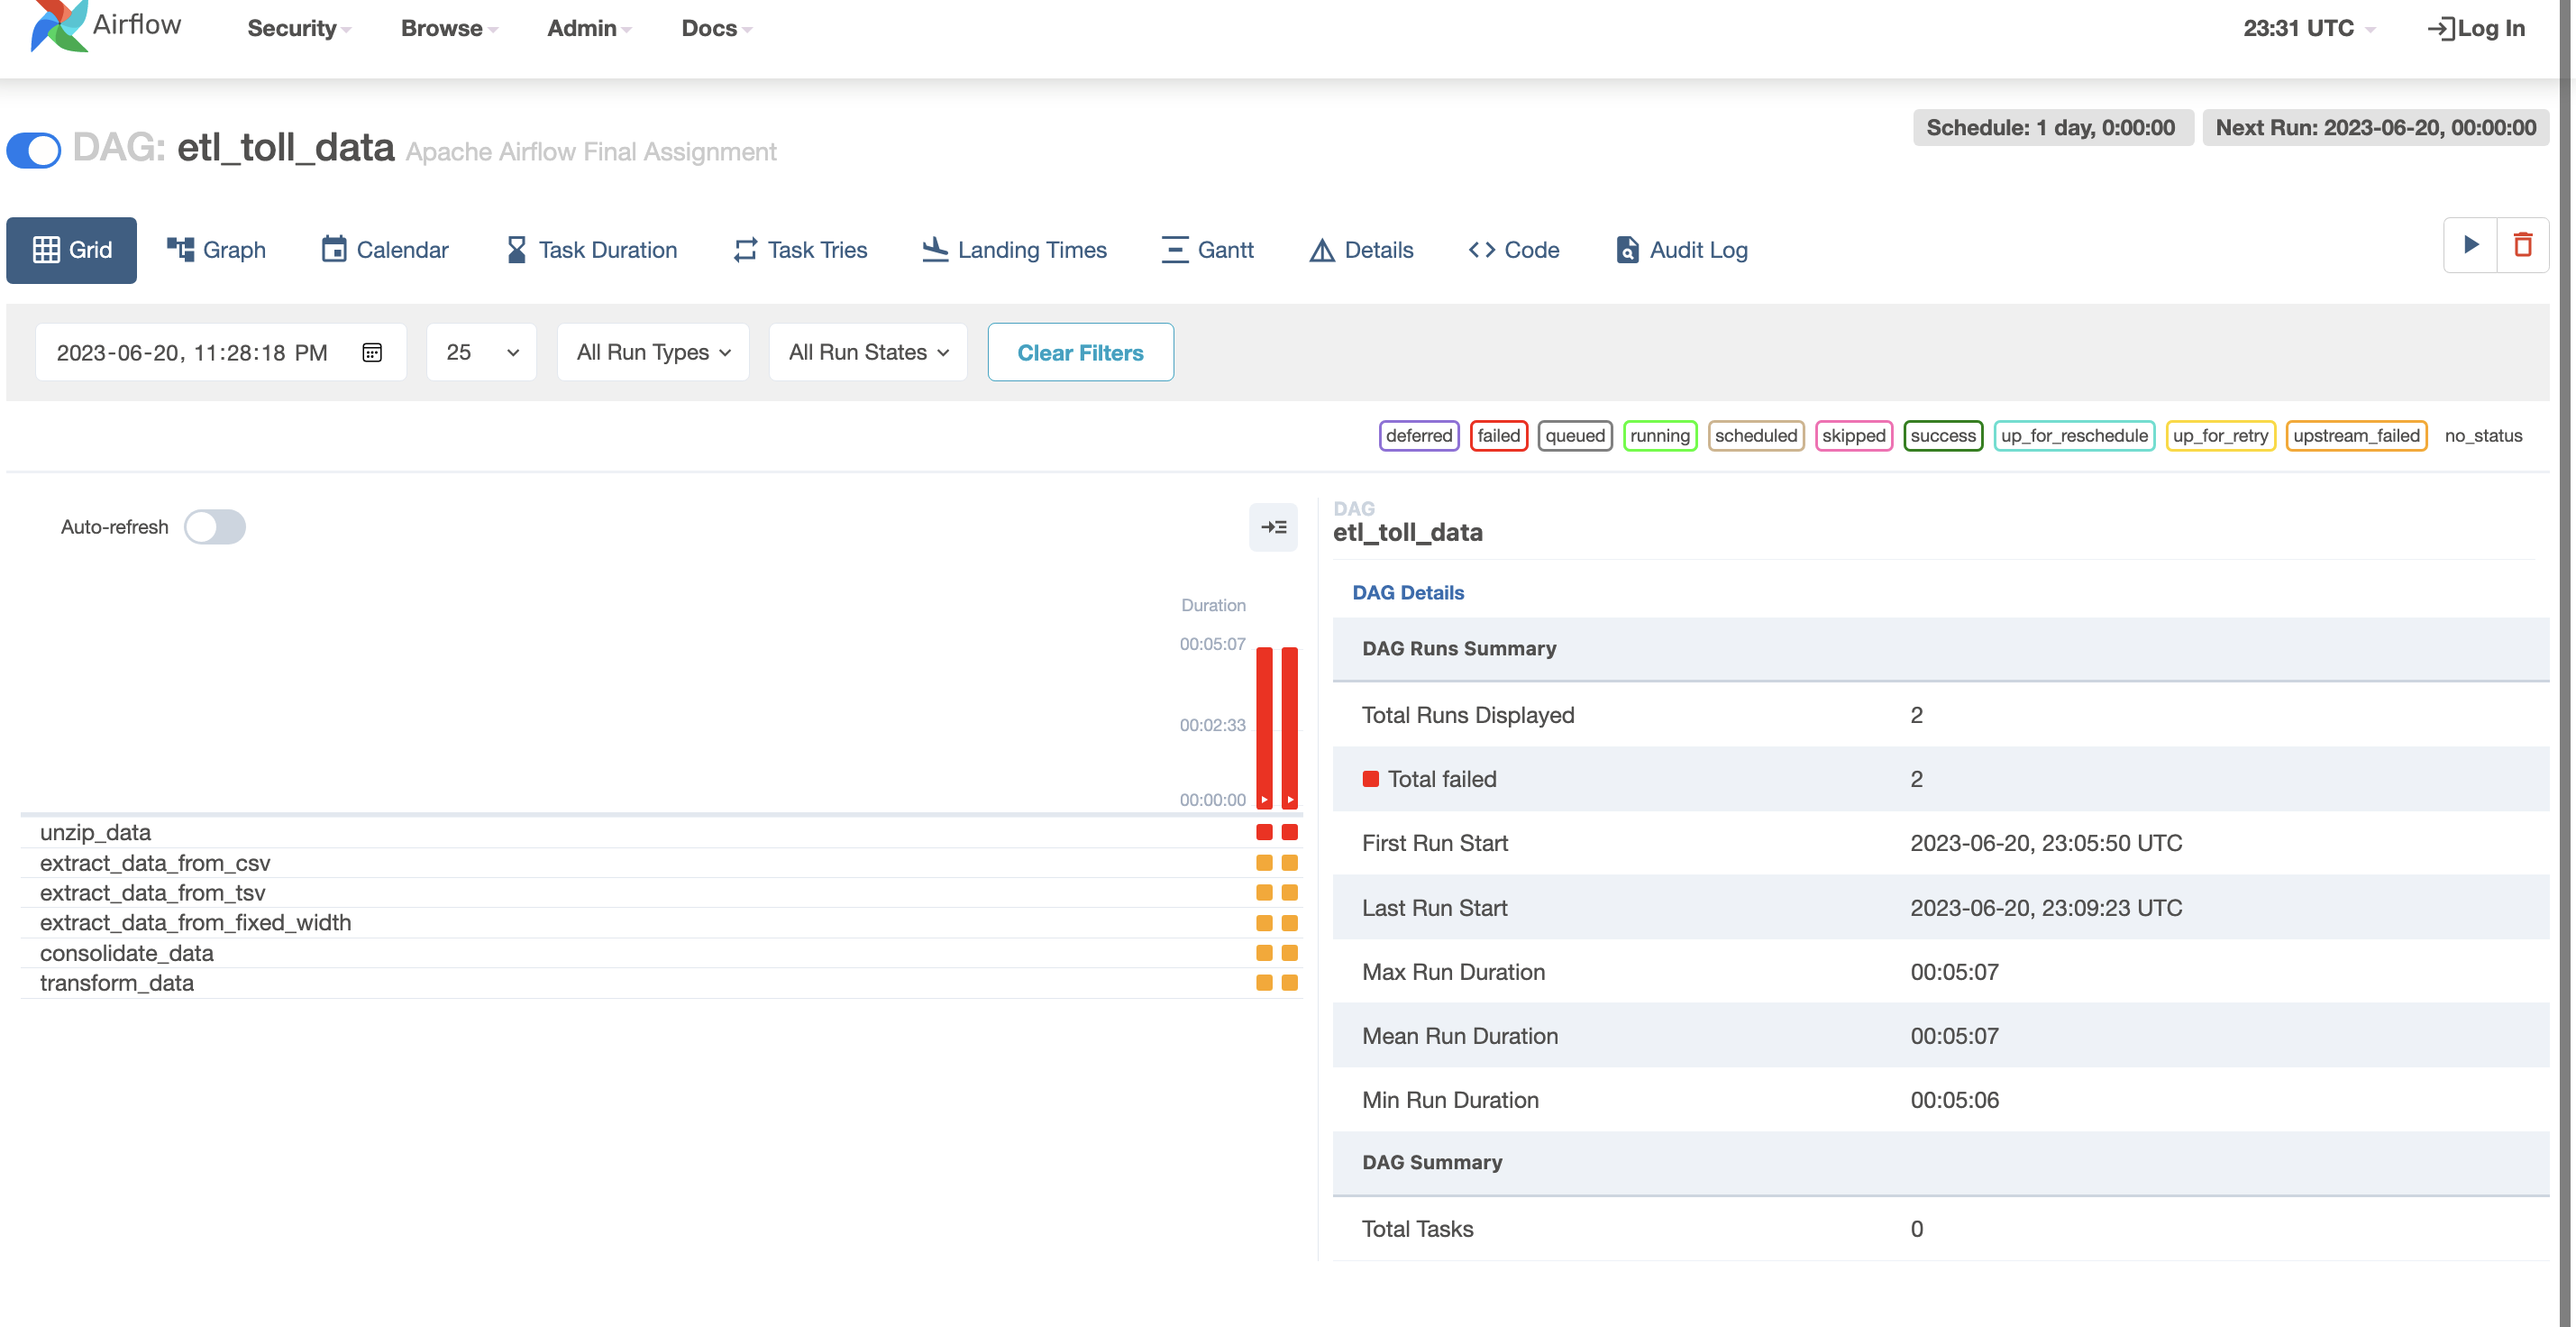 Airflow Security Browse Admin Docs 23:31 UTC Log In
DAG: etl_toll_data Apache Airflow Final Assignment Schedule: 1 day, 0:00:00 Next Run: 2023-06-20, 00:00:00
Grid Graph Calendar Task Duration Task Tries Landing Times Gantt Details Code Audit Log
2023-06-20, 11:28:18 PM 25 All Run Types All Run States Clear Filters
deferred failed queued running scheduled skipped success up_for_reschedule up_for_retry upstream_failed no_status
Auto-refresh
Duration
00:05:07
00:02:33
00:00:00
unzip_data
extract_data_from_csv
extract_data_from_tsv
extract_data_from_fixed_width
consolidate_data
transform_data
DAG
etl_toll_data
DAG Details
DAG Runs Summary
Total Runs Displayed 2
Total failed 2
First Run Start 2023-06-20, 23:05:50 UTC
Last Run Start 2023-06-20, 23:09:23 UTC
Max Run Duration 00:05:07
Mean Run Duration 00:05:07
Min Run Duration 00:05:06
DAG Summary
Total Tasks 0